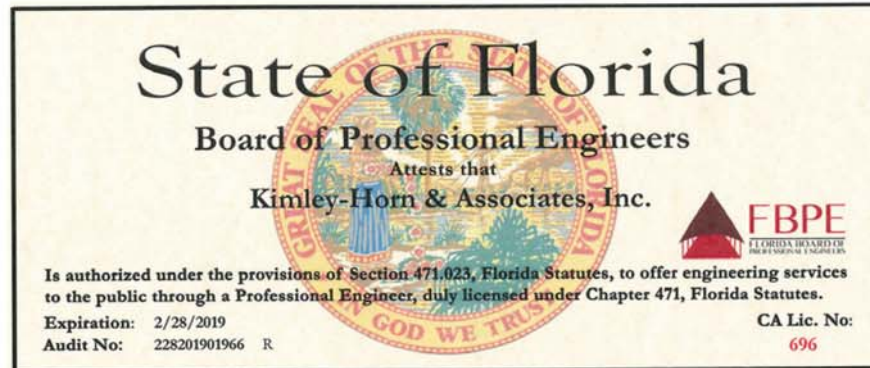 State of Florida
Board of Professional Engineers
Attests that
Kimley-Horn & Associates, Inc.
FBPE
FLORIDA BOARD OF
PROFESSIONAL ENGINEERS
Is authorized under the provisions of Section 471.023, Florida Statutes, to offer engineering services
to the public through a Professional Engineer, duly licensed under Chapter 471, Florida Statutes.
Expiration: 2/28/2019
CA Lic. No:
Audit No: 228201901966 R
696
GREAT SEAL OF THE STATE OF FLORIDA
IN GOD WE TRUST